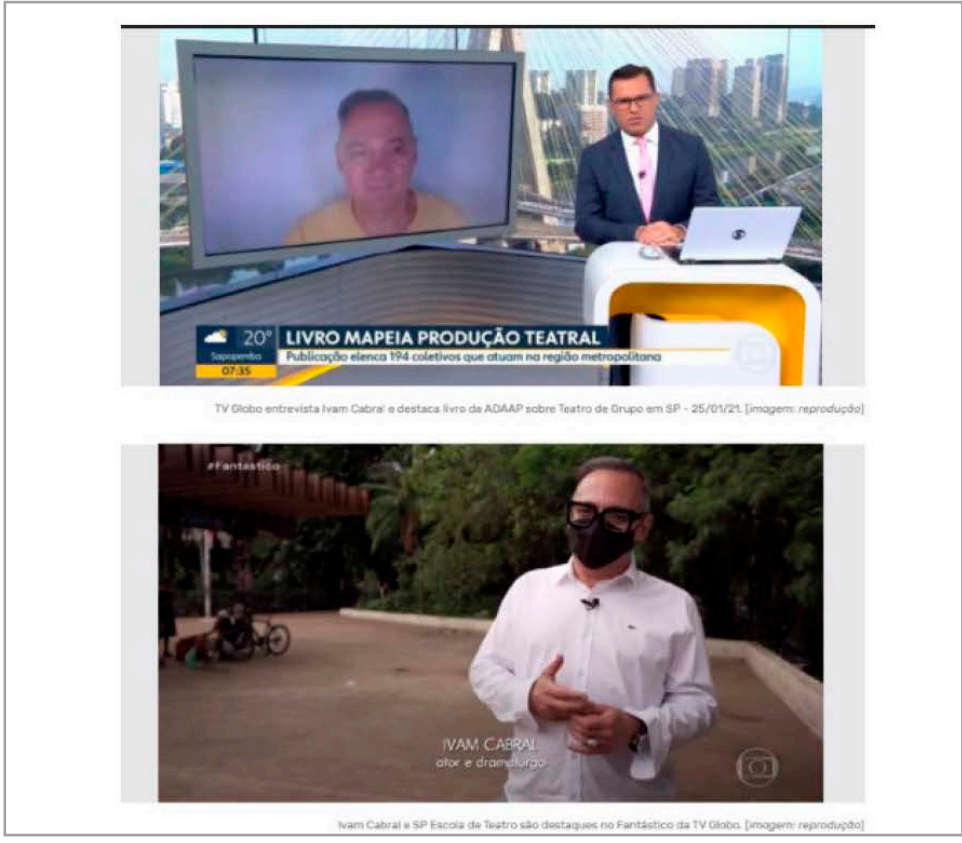 20° LIVRO MAPEIA PRODUÇÃO TEATRAL
Sapopemba Publicação elenca 194 coletivos que atuam na região metropolitana
07:35
TV Globo entrevista Ivam Cabral e destaca livro da ADAAP sobre Teatro de Grupo em SP - 25/01/21. [imagem: reprodução]
#Fantástico
IVAM CABRAL
ator e dramaturgo
Ivam Cabral e SP Escola de Teatro são destaques no Fantástico da TV Globo. [imagem: reprodução]